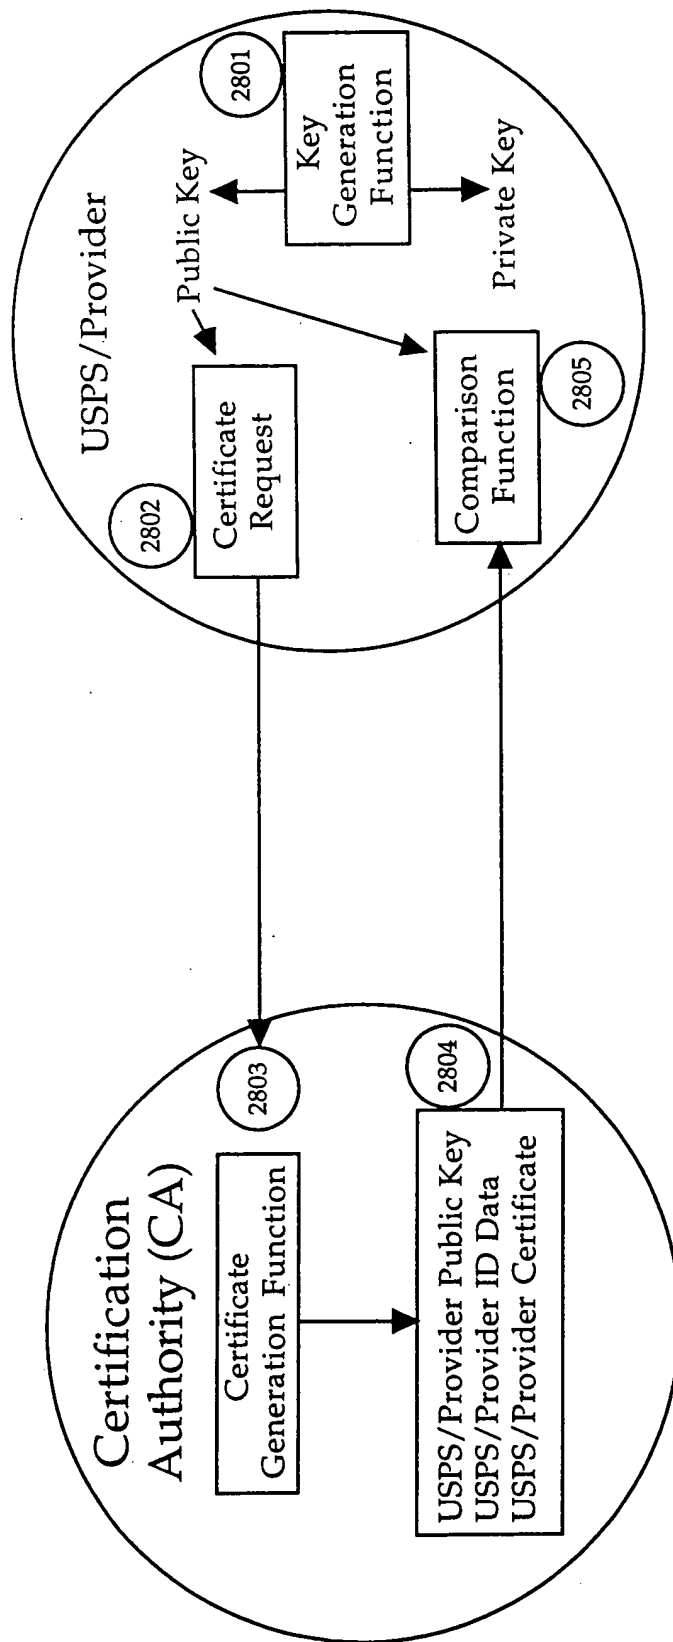 Certification
Authority (CA)
2803
Certificate
Generation Function
2804
USPS/Provider Public Key
USPS/Provider ID Data
USPS/Provider Certificate
USPS/Provider
2802
Certificate
Request
Public Key
2801
Key
Generation
Function
Private Key
Comparison
Function
2805